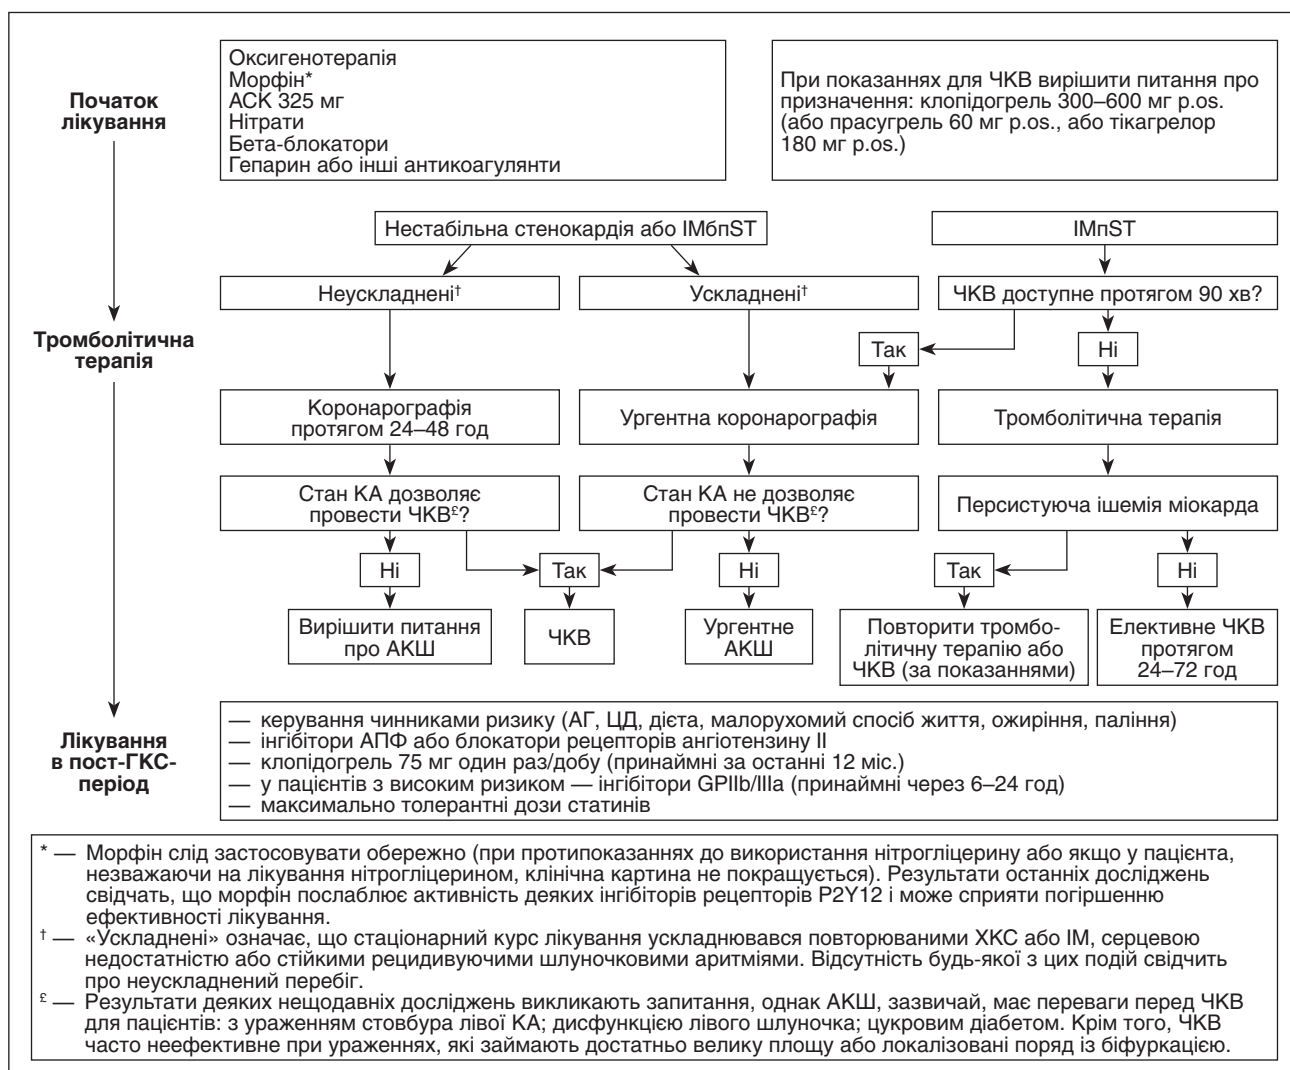 Початок
лікування
Оксигенотерапія
Морфін*
АСК 325 мг
Нітрати
Бета-блокатори
Гепарин або інші антикоагулянти
При показаннях для ЧКВ вирішити питання про
призначення: клопідогрель 300–600 мг p.os.
(або прасугрель 60 мг p.os., або тікагрелор
180 мг p.os.)
Нестабільна стенокардія або ІМбпST
ІМпST
Неускладнені†
Ускладнені†
ЧКВ доступне протягом 90 хв?
Тромболітична
терапія
Так
Ні
Коронарографія
протягом 24–48 год
Ургентна коронарографія
Тромболітична терапія
Стан КА дозволяє
провести ЧКВ£?
Стан КА не дозволяє
провести ЧКВ£?
Персистуюча ішемія міокарда
Ні
Так
Ні
Так
Ні
Вирішити питання
про АКШ
ЧКВ
Ургентне
АКШ
Повторити тромбо-
літичну терапію або
ЧКВ (за показаннями)
Елективне ЧКВ
протягом
24–72 год
Лікування
в пост-ГКС-
період
— керування чинниками ризику (АГ, ЦД, дієта, малорухомий спосіб життя, ожиріння, паління)
— інгібітори АПФ або блокатори рецепторів ангіотензину II
— клопідогрель 75 мг один раз/добу (принаймні за останні 12 міс.)
— у пацієнтів з високим ризиком — інгібітори GPIIb/IIIa (принаймні через 6–24 год)
— максимально толерантні дози статинів
* — Морфін слід застосовувати обережно (при протипоказаннях до використання нітрогліцерину або якщо у пацієнта,
незважаючи на лікування нітрогліцерином, клінічна картина не покращується). Результати останніх досліджень
свідчать, що морфін послаблює активність деяких інгібіторів рецепторів P2Y12 і може сприяти погіршенню
ефективності лікування.
† — «Ускладнені» означає, що стаціонарний курс лікування ускладнювався повторюваними ХКС або ІМ, серцевою
недостатністю або стійкими рецидивуючими шлуночковими аритміями. Відсутність будь-якої з цих подій свідчить
про неускладнений перебіг.
£ — Результати деяких нещодавніх досліджень викликають запитання, однак АКШ, зазвичай, має переваги перед ЧКВ
для пацієнтів: з ураженням стовбура лівої КА; дисфункцією лівого шлуночка; цукровим діабетом. Крім того, ЧКВ
часто неефективне при ураженнях, які займають достатньо велику площу або локалізовані поряд із біфуркацією.